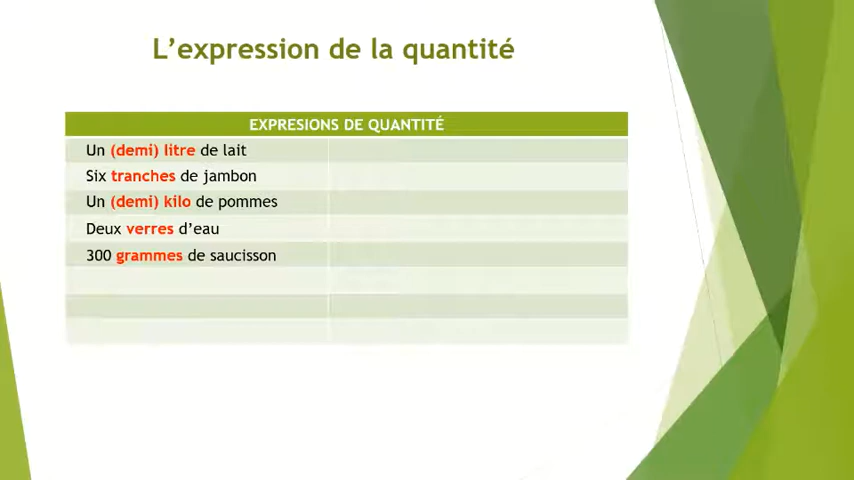 L’expression de la quantité
EXPRESIONS DE QUANTITÉ
Un (demi) litre de lait
Six tranches de jambon
Un (demi) kilo de pommes
Deux verres d’eau
300 grammes de saucisson